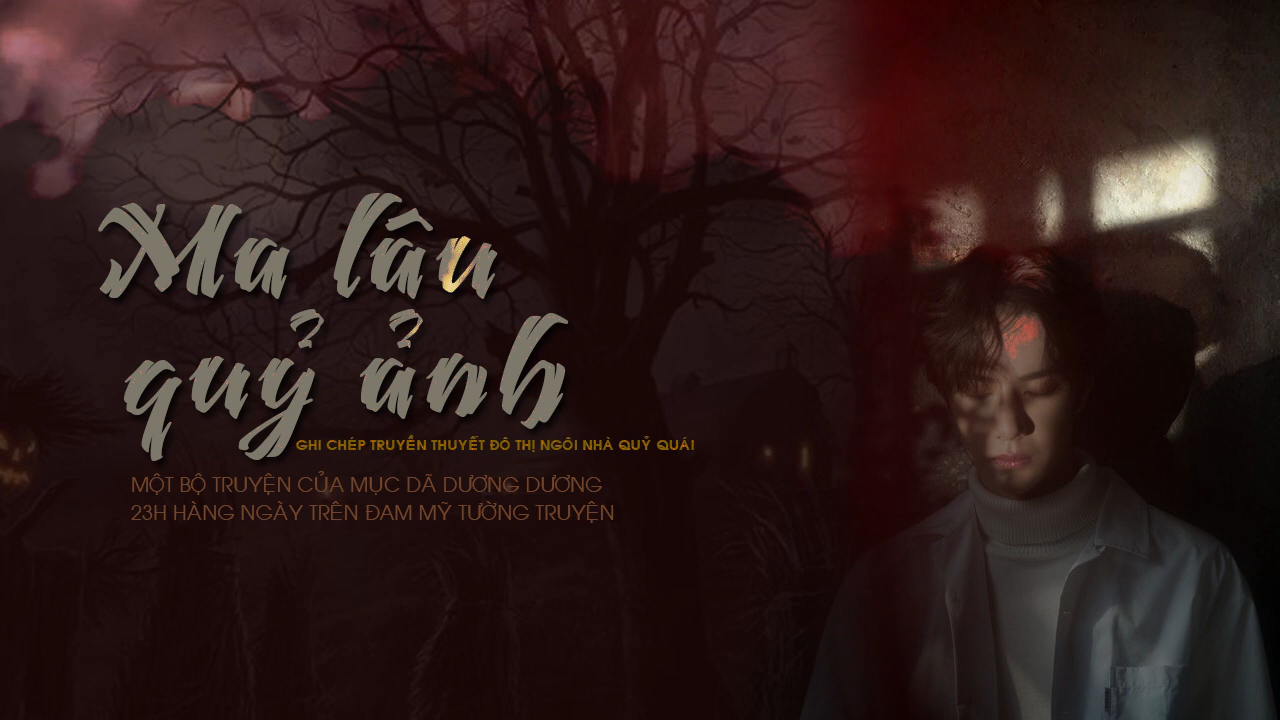 Ma lâu
quỷ ảnh
GHI CHÉP TRUYỀN THUYẾT ĐÔ THỊ NGÔI NHÀ QUỶ QUÁI
MỘT BỘ TRUYỆN CỦA MỤC DÃ DƯƠNG DƯƠNG
23H HÀNG NGÀY TRÊN ĐAM MỸ TƯỜNG TRUYỆN